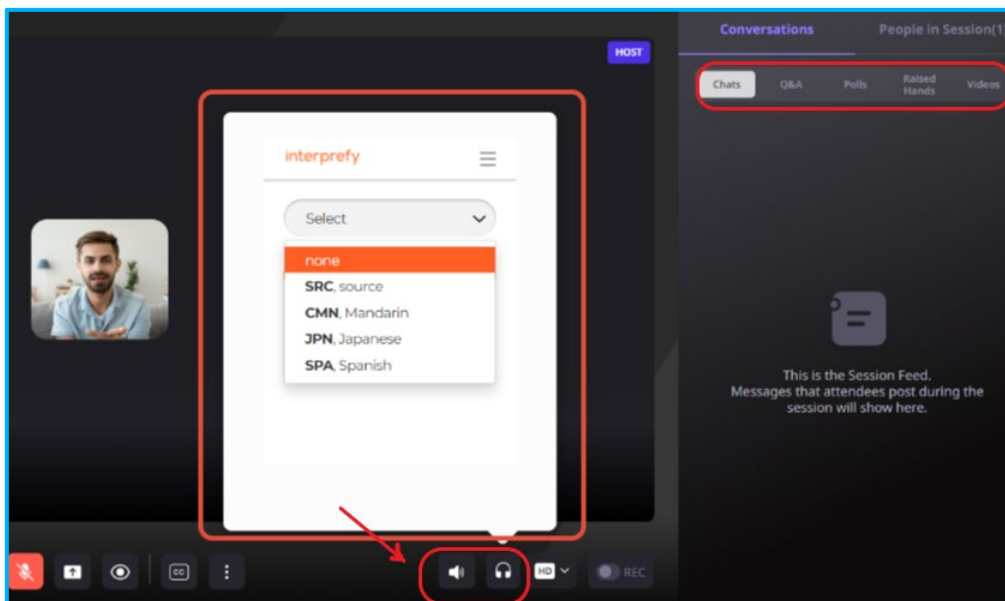 Conversations People in Session(1)
HOST
Chats Q&A Polls Raised Hands Videos
interprefy
Select
none
SRC, source
CMN, Mandarin
JPN, Japanese
SPA, Spanish
This is the Session Feed.
Messages that attendees post during the
session will show here.
CC HD REC